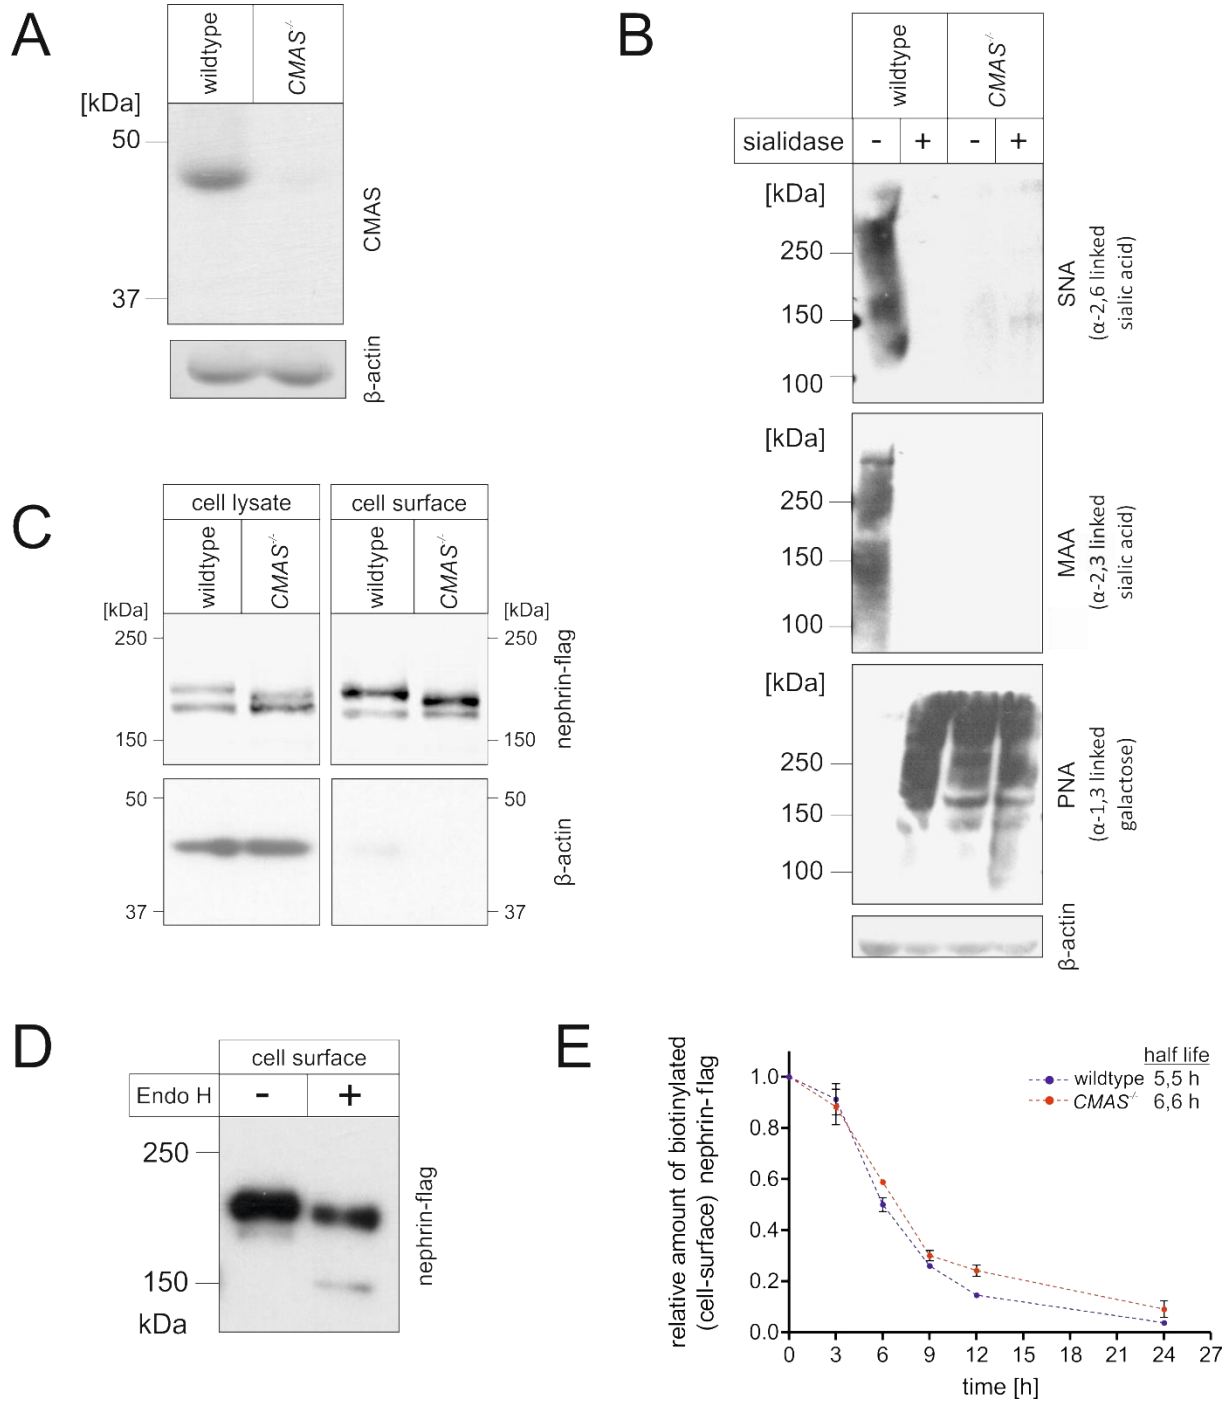 A
wildtype
CMAS-/-
[kDa]
50
37
CMAS
β-actin
B
wildtype
CMAS-/-
sialidase - + - +
[kDa]
250
150
100
SNA
(α-2,6 linked
sialic acid)
[kDa]
250
150
100
MAA
(α-2,3 linked
sialic acid)
[kDa]
250
150
100
PNA
(α-1,3 linked
galactose)
β-actin
C
cell lysate
cell surface
wildtype
CMAS-/-
wildtype
CMAS-/-
[kDa]
[kDa]
250
250
150
150
nephrin-flag
50
50
37
37
β-actin
D
cell surface
Endo H - +
250
150
kDa
nephrin-flag
E
relative amount of biotinylated
(cell-surface) nephrin-flag
half life
wildtype 5,5 h
CMAS-/- 6,6 h
1.0
0.8
0.6
0.4
0.2
0.0
0 3 6 9 12 15 18 21 24 27
time [h]